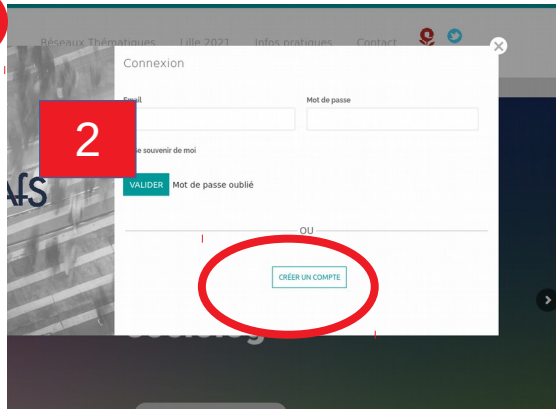 Réseaux Thématiques Lille 2021 Infos pratiques Contact
Connexion
Email Mot de passe
2
souvenir de moi
AfS
VALIDER Mot de passe oublié
OU
CRÉER UN COMPTE